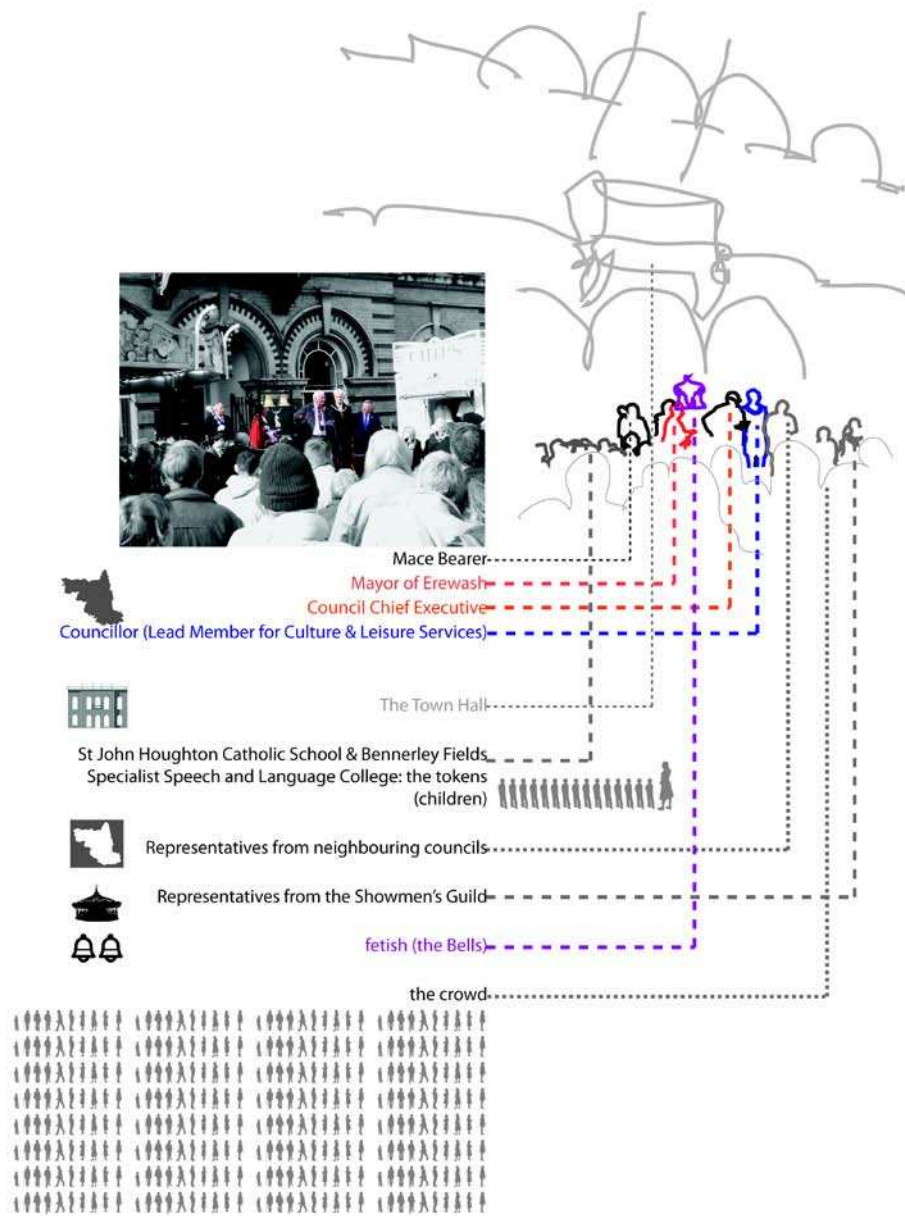 Mace Bearer
Mayor of Erewash
Council Chief Executive
Councillor (Lead Member for Culture & Leisure Services)
The Town Hall
St John Houghton Catholic School & Bennerley Fields
Specialist Speech and Language College: the tokens
(children)
Representatives from neighbouring councils
Representatives from the Showmen's Guild
fetish (the Bells)
the crowd